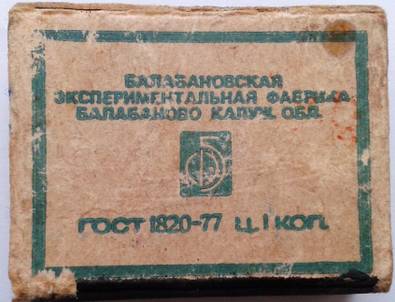 БАЛАБАНОВСКАЯ
ЭКСПЕРИМЕНТАЛЬНАЯ ФАБРИКА
БАЛАБАНОВО КАЛУЖ. ОБЛ.
ГОСТ 1820-77 Ц. 1 КОП.